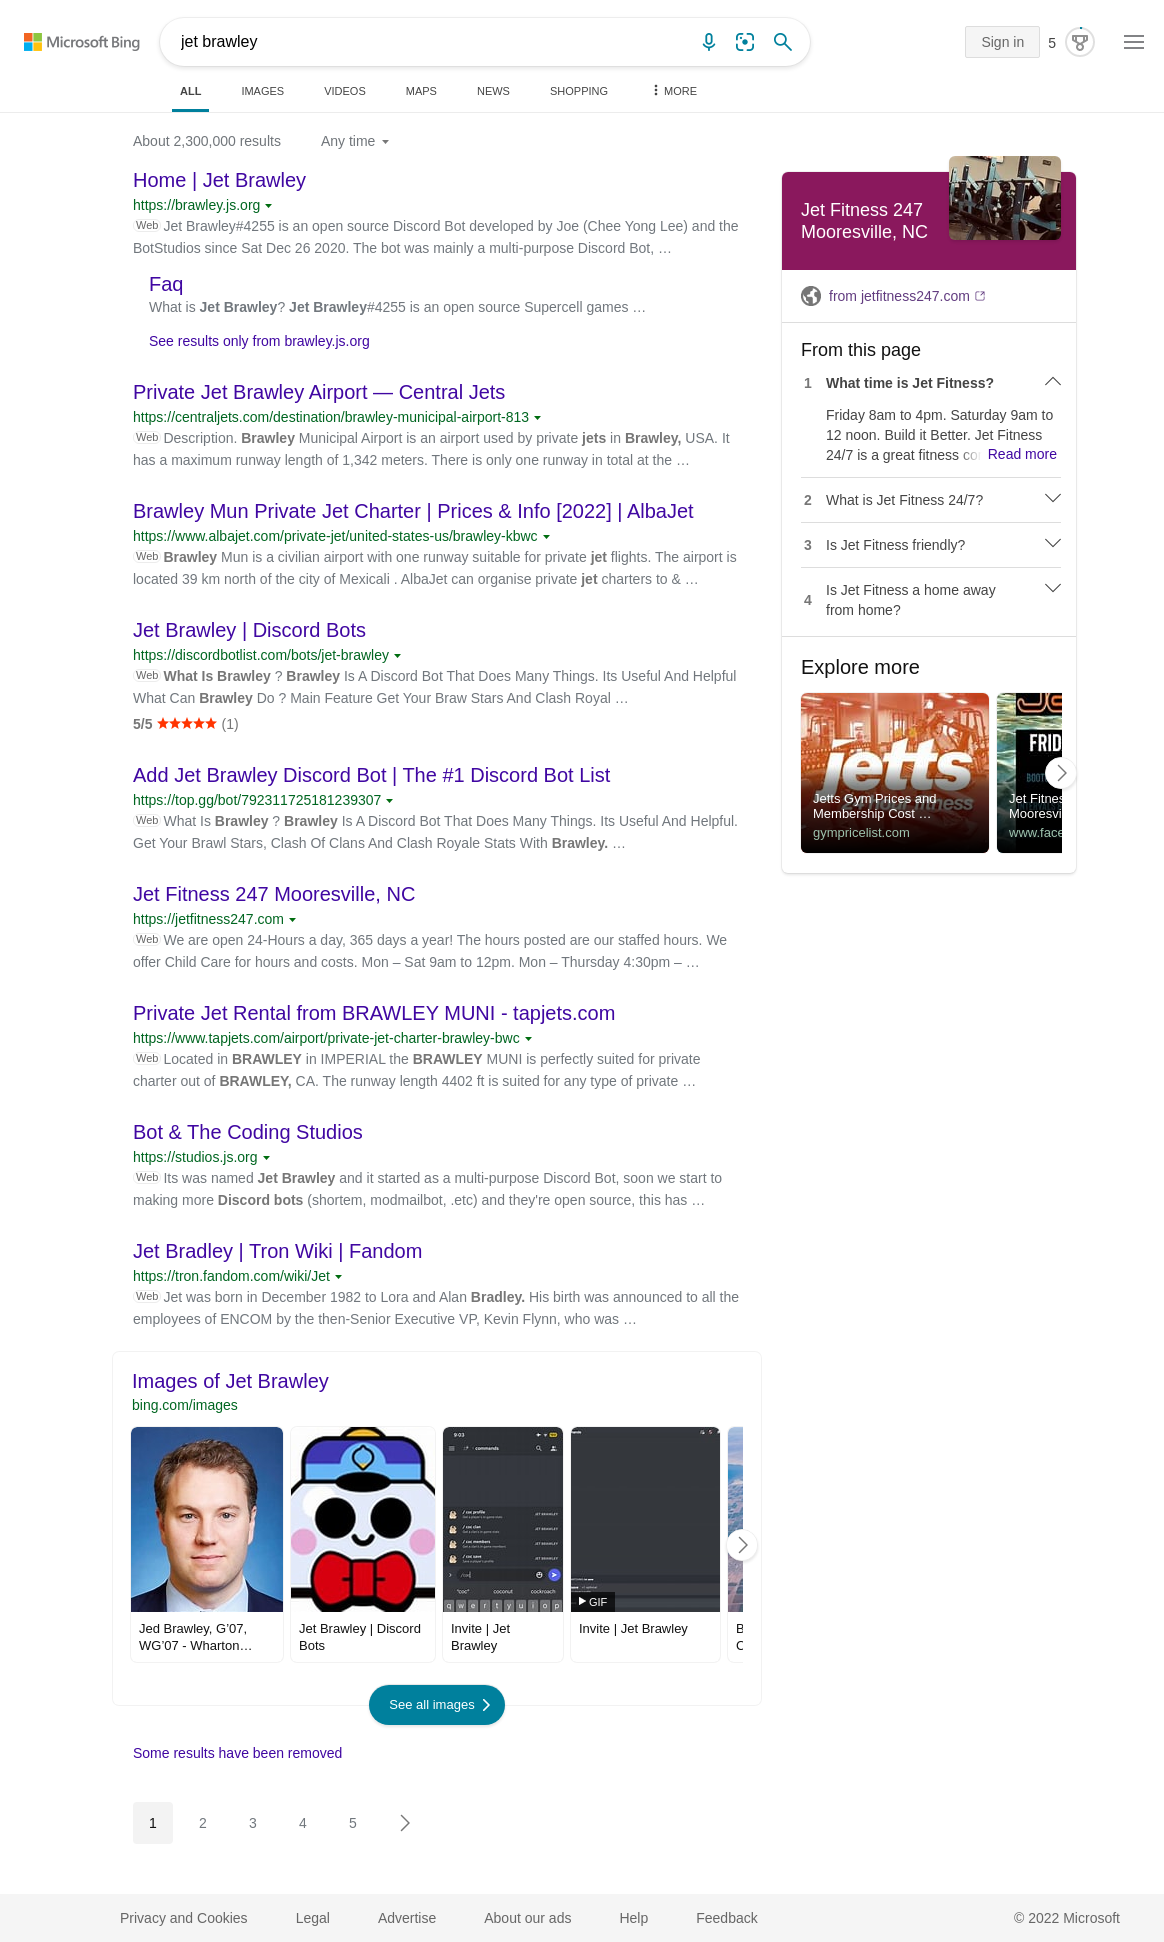 Microsoft Bing
jet brawley
Sign in
5
ALL
IMAGES
VIDEOS
MAPS
NEWS
SHOPPING
MORE
About 2,300,000 results
Any time
Home | Jet Brawley
https://brawley.js.org
Web Jet Brawley#4255 is an open source Discord Bot developed by Joe (Chee Yong Lee) and the
BotStudios since Sat Dec 26 2020. The bot was mainly a multi-purpose Discord Bot, …
Faq
What is Jet Brawley? Jet Brawley#4255 is an open source Supercell games …
See results only from brawley.js.org
Private Jet Brawley Airport — Central Jets
https://centraljets.com/destination/brawley-municipal-airport-813
Web Description. Brawley Municipal Airport is an airport used by private jets in Brawley, USA. It
has a maximum runway length of 1,342 meters. There is only one runway in total at the …
Brawley Mun Private Jet Charter | Prices & Info [2022] | AlbaJet
https://www.albajet.com/private-jet/united-states-us/brawley-kbwc
Web Brawley Mun is a civilian airport with one runway suitable for private jet flights. The airport is
located 39 km north of the city of Mexicali . AlbaJet can organise private jet charters to & …
Jet Brawley | Discord Bots
https://discordbotlist.com/bots/jet-brawley
Web What Is Brawley ? Brawley Is A Discord Bot That Does Many Things. Its Useful And Helpful
What Can Brawley Do ? Main Feature Get Your Braw Stars And Clash Royal …
5/5 ★★★★★ (1)
Add Jet Brawley Discord Bot | The #1 Discord Bot List
https://top.gg/bot/792311725181239307
Web What Is Brawley ? Brawley Is A Discord Bot That Does Many Things. Its Useful And Helpful.
Get Your Brawl Stars, Clash Of Clans And Clash Royale Stats With Brawley. …
Jet Fitness 247 Mooresville, NC
https://jetfitness247.com
Web We are open 24-Hours a day, 365 days a year! The hours posted are our staffed hours. We
offer Child Care for hours and costs. Mon – Sat 9am to 12pm. Mon – Thursday 4:30pm – …
Private Jet Rental from BRAWLEY MUNI - tapjets.com
https://www.tapjets.com/airport/private-jet-charter-brawley-bwc
Web Located in BRAWLEY in IMPERIAL the BRAWLEY MUNI is perfectly suited for private
charter out of BRAWLEY, CA. The runway length 4402 ft is suited for any type of private …
Bot & The Coding Studios
https://studios.js.org
Web Its was named Jet Brawley and it started as a multi-purpose Discord Bot, soon we start to
making more Discord bots (shortem, modmailbot, .etc) and they're open source, this has …
Jet Bradley | Tron Wiki | Fandom
https://tron.fandom.com/wiki/Jet
Web Jet was born in December 1982 to Lora and Alan Bradley. His birth was announced to all the
employees of ENCOM by the then-Senior Executive VP, Kevin Flynn, who was …
Images of Jet Brawley
bing.com/images
9:03
commands
/ coc profile
JET BRAWLEY
/ coc clan
JET BRAWLEY
/ coc members
JET BRAWLEY
/ coc save
JET BRAWLEY
"coc" coconut cockroach
q w e r t y u i o p
GIF
Jed Brawley, G’07,
WG’07 - Wharton…
Jet Brawley | Discord
Bots
Invite | Jet
Brawley
Invite | Jet Brawley
See all images
Some results have been removed
1
2
3
4
5
Jet Fitness 247
Mooresville, NC
from jetfitness247.com
From this page
1 What time is Jet Fitness?
Friday 8am to 4pm. Saturday 9am to
12 noon. Build it Better. Jet Fitness
24/7 is a great fitness co Read more
2 What is Jet Fitness 24/7?
3 Is Jet Fitness friendly?
4 Is Jet Fitness a home away
from home?
Explore more
jetts
24 hour fitness
Jetts Gym Prices and
Membership Cost …
gympricelist.com
FRID
BOOT
Jet Fitnes
Mooresvi
www.face
Privacy and Cookies
Legal
Advertise
About our ads
Help
Feedback
© 2022 Microsoft